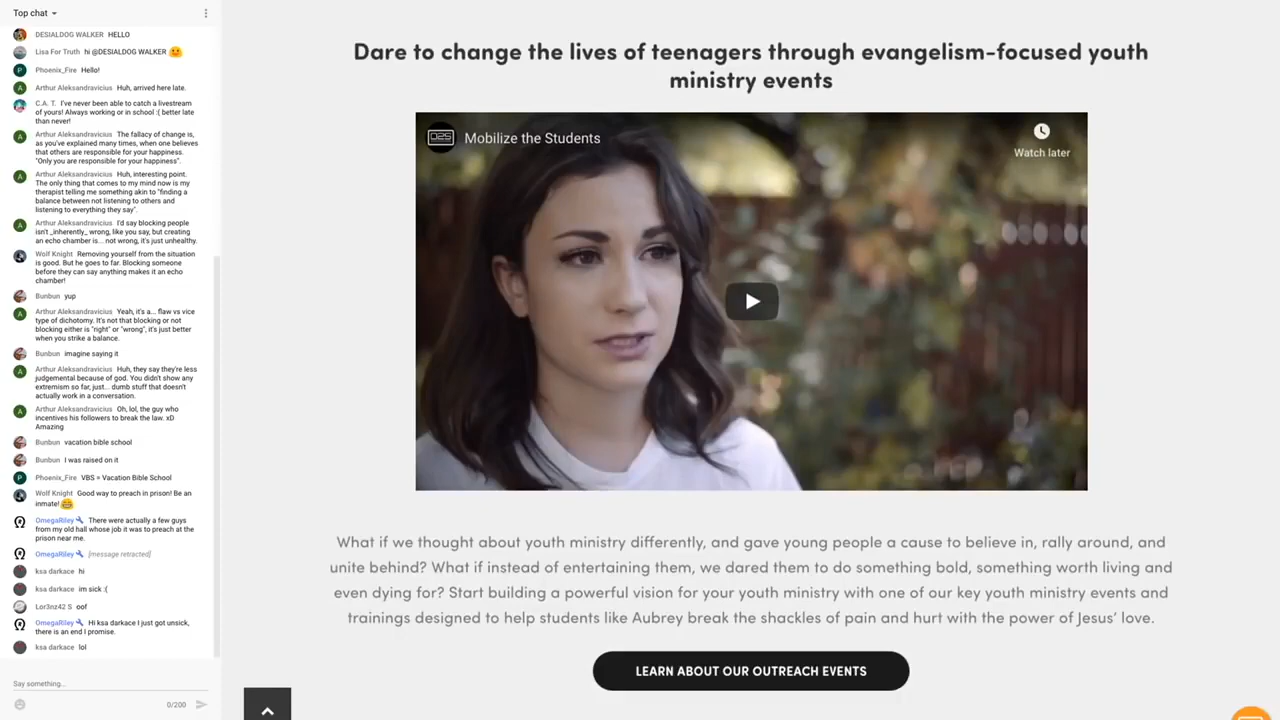 Top chat
DESIALDOG WALKER HELLO
Lisa For Truth hi @DESIALDOG WALKER
P Phoenix_Fire Hello!
A Arthur Aleksandravicius Huh, arrived here late.
C.A. T. I've never been able to catch a livestream
of yours! Always working or in school :( better late
than never!
A Arthur Aleksandravicius The fallacy of change is,
as you've explained many times, when one believes
that others are responsible for your happiness.
"Only you are responsible for your happiness".
A Arthur Aleksandravicius Huh, interesting point.
The only thing that comes to my mind now is my
therapist telling me something akin to "finding a
balance between not listening to others and
listening to everything they say".
A Arthur Aleksandravicius I'd say blocking people
isn't _inherently_ wrong, like you say, but creating
an echo chamber is... not wrong, it's just unhealthy.
Wolf Knight Removing yourself from the situation
is good. But he goes to far. Blocking someone
before they can say anything makes it an echo
chamber!
Bunbun yup
A Arthur Aleksandravicius Yeah, it's a... flaw vs vice
type of dichotomy. It's not that blocking or not
blocking either is "right" or "wrong", it's just better
when you strike a balance.
Bunbun imagine saying it
A Arthur Aleksandravicius Huh, they say they're less
judgemental because of god. You didn't show any
extremism so far, just... dumb stuff that doesn't
actually work in a conversation.
A Arthur Aleksandravicius Oh, lol, the guy who
incentives his followers to break the law. xD
Amazing
Bunbun vacation bible school
Bunbun I was raised on it
P Phoenix_Fire VBS = Vacation Bible School
Wolf Knight Good way to preach in prison! Be an
inmate!
OmegaRiley There were actually a few guys
from my old hall whose job it was to preach at the
prison near me.
OmegaRiley [message retracted]
ksa darkace hi
ksa darkace im sick :(
Lor3nz42 S oof
OmegaRiley Hi ksa darkace I just got unsick,
there is an end I promise.
ksa darkace lol
Say something...
0/200
Dare to change the lives of teenagers through evangelism-focused youth
ministry events
Mobilize the Students
Watch later
What if we thought about youth ministry differently, and gave young people a cause to believe in, rally around, and
unite behind? What if instead of entertaining them, we dared them to do something bold, something worth living and
even dying for? Start building a powerful vision for your youth ministry with one of our key youth ministry events and
trainings designed to help students like Aubrey break the shackles of pain and hurt with the power of Jesus' love.
LEARN ABOUT OUR OUTREACH EVENTS